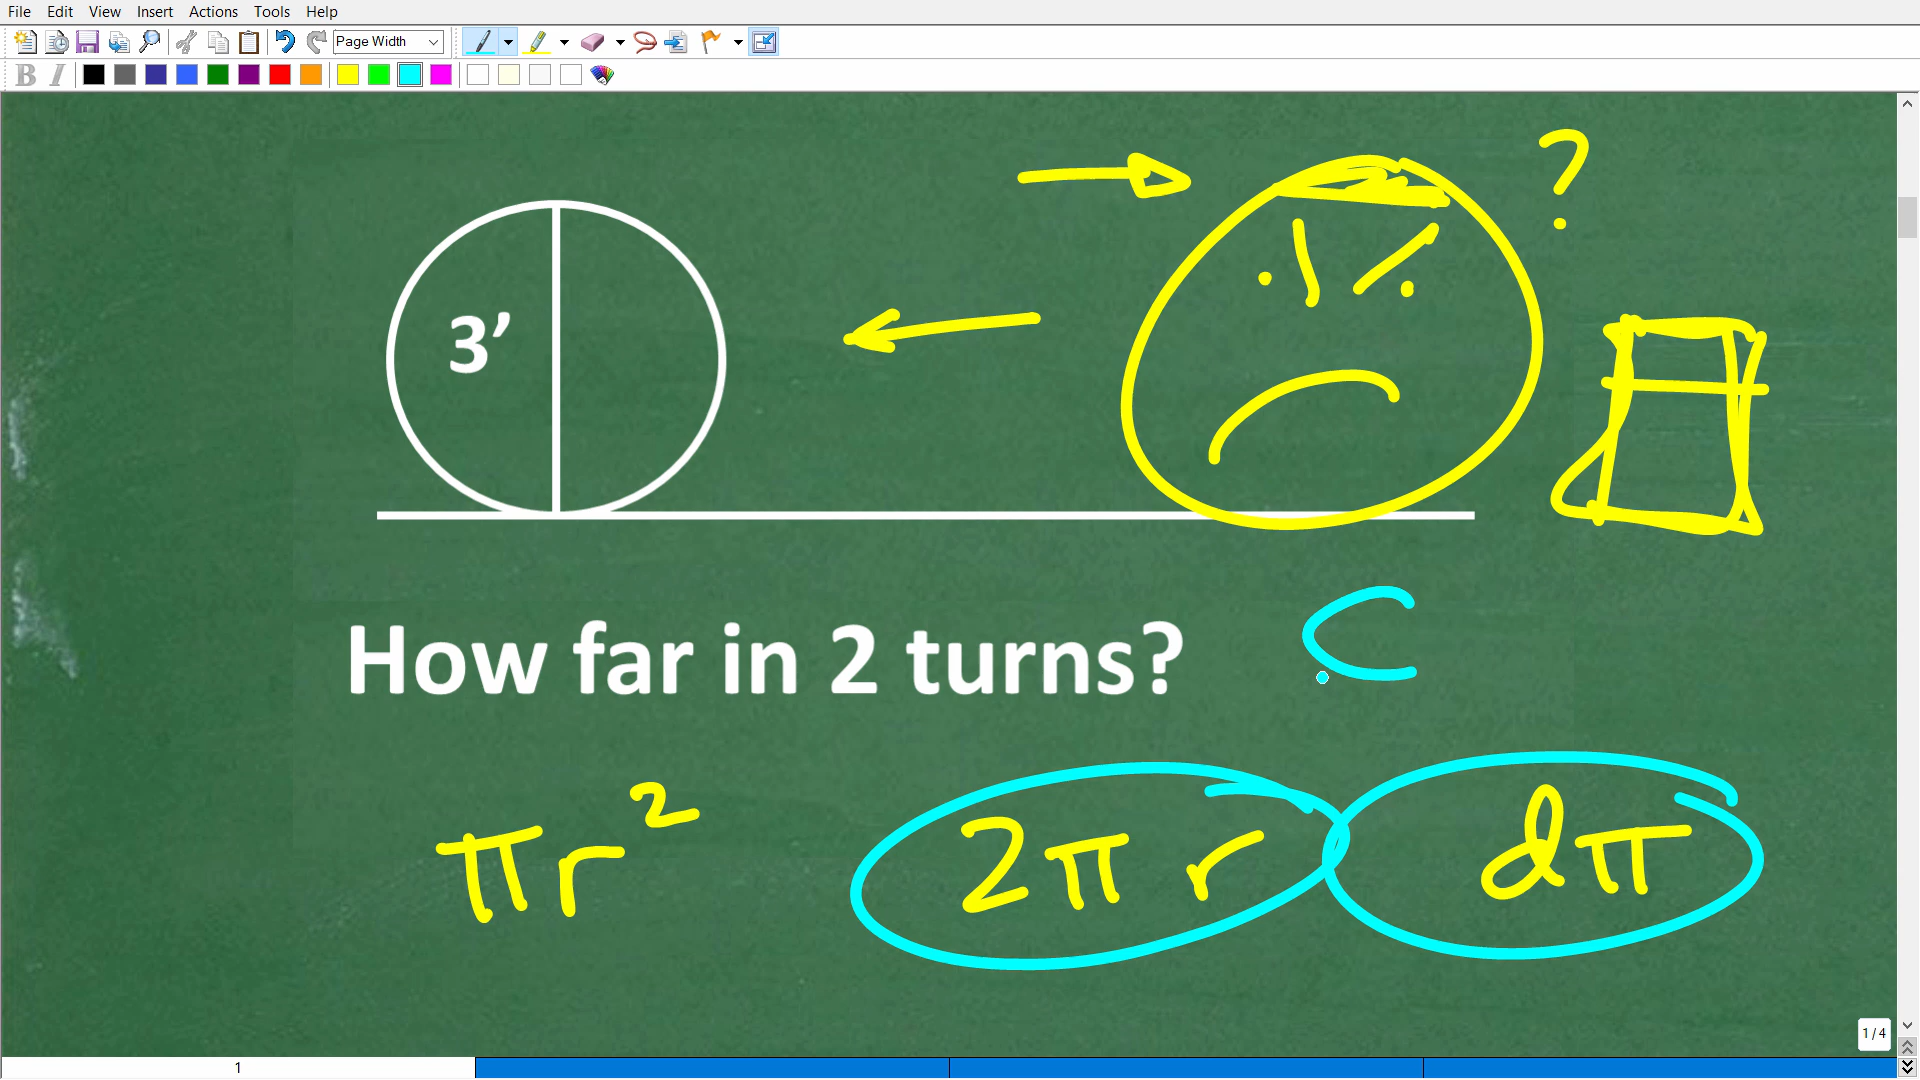 File Edit View Insert Actions Tools Help
Page Width
B I
?
3’
How far in 2 turns? C
πr² 2πr dπ
1 / 4
1